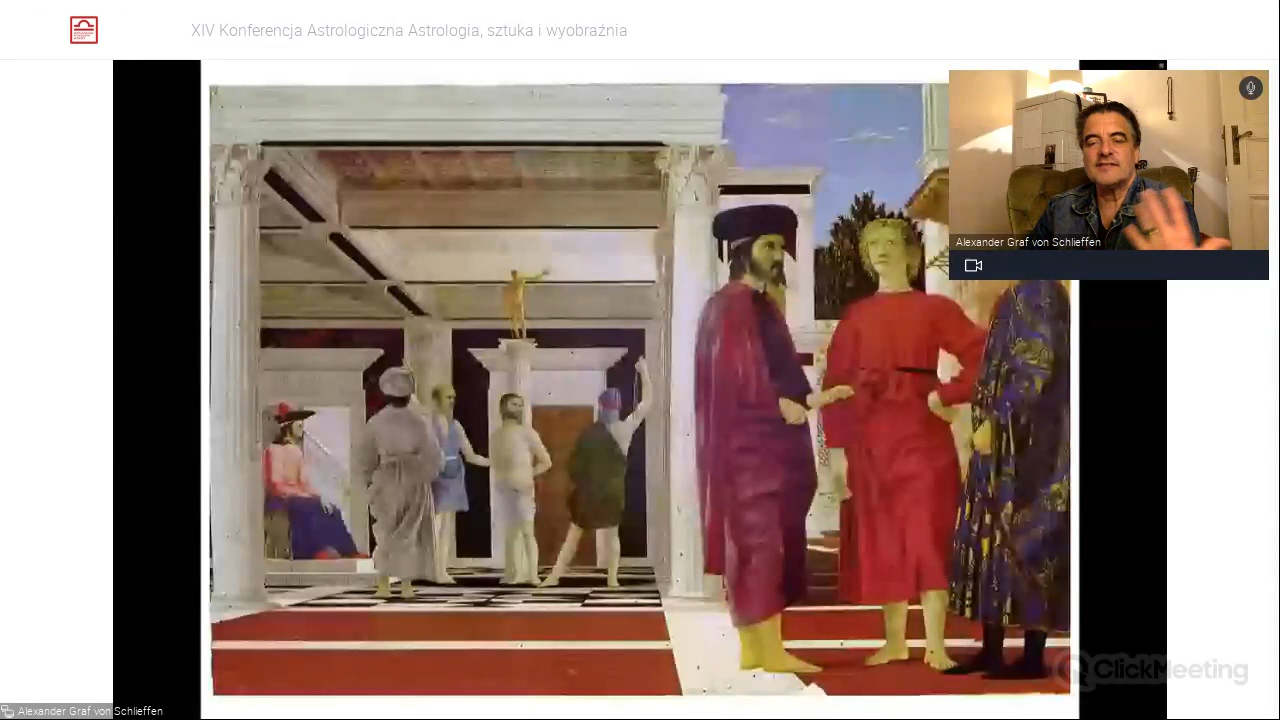 XIV Konferencja Astrologiczna Astrologia, sztuka i wyobraźnia
Alexander Graf von Schlieffen
ClickMeeting
Alexander Graf von Schlieffen